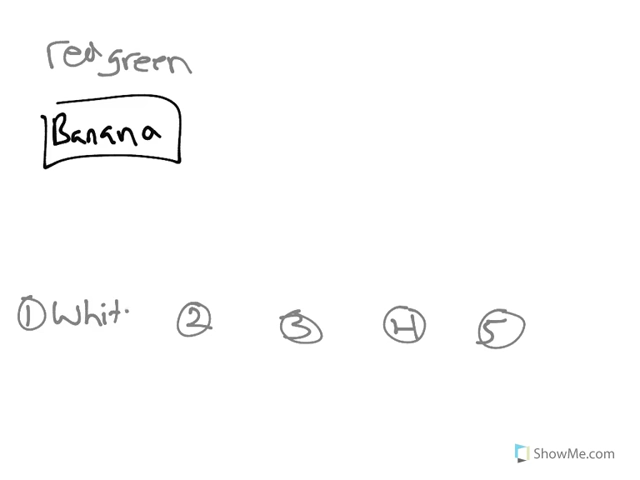 red green
Banana
① Whit. ② ③ ④ ⑤
ShowMe.com